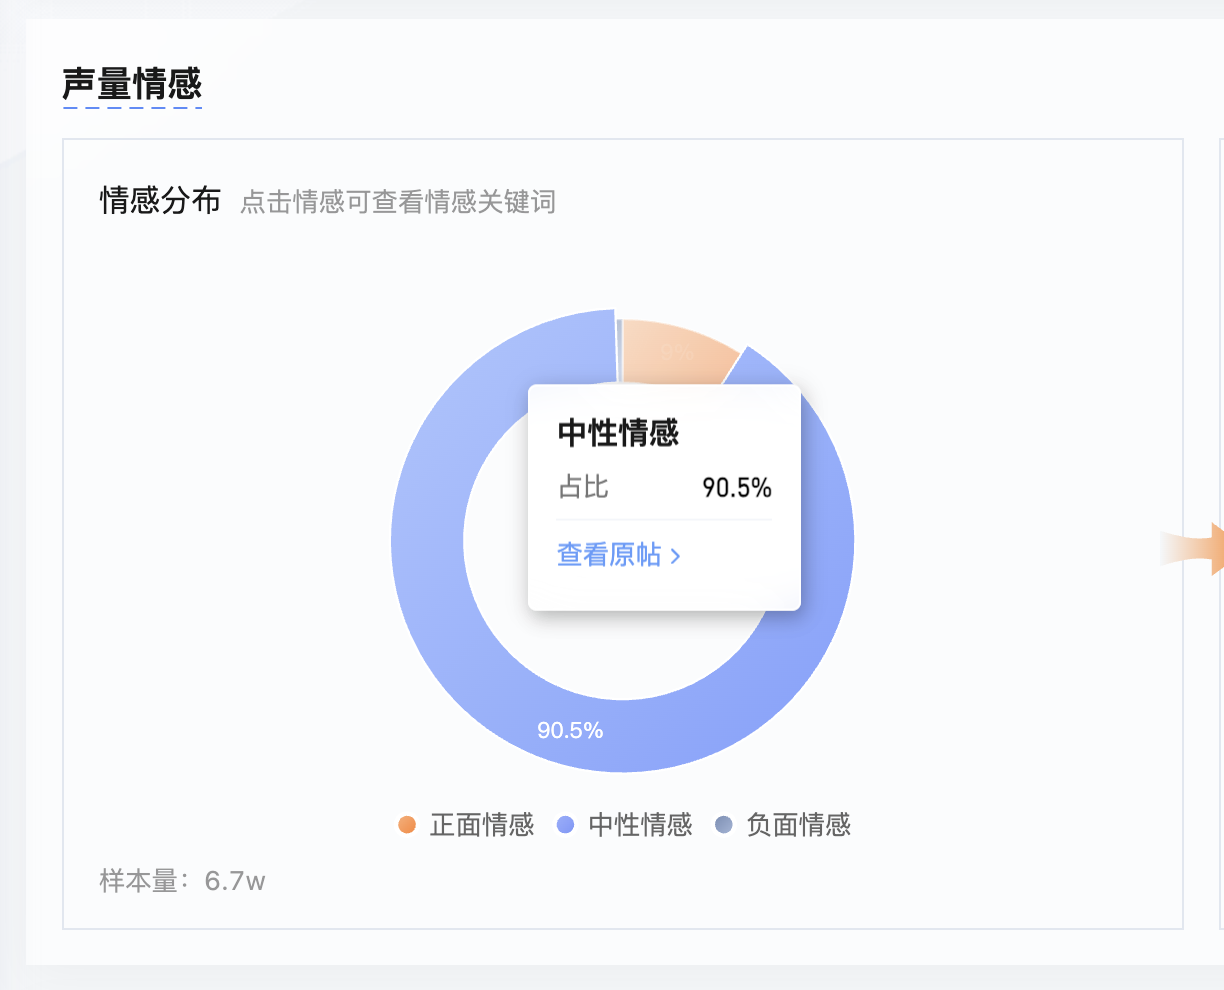 声量情感
情感分布 点击情感可查看情感关键词
9%
中性情感
占比 90.5%
查看原帖 >
90.5%
正面情感 中性情感 负面情感
样本量：6.7w